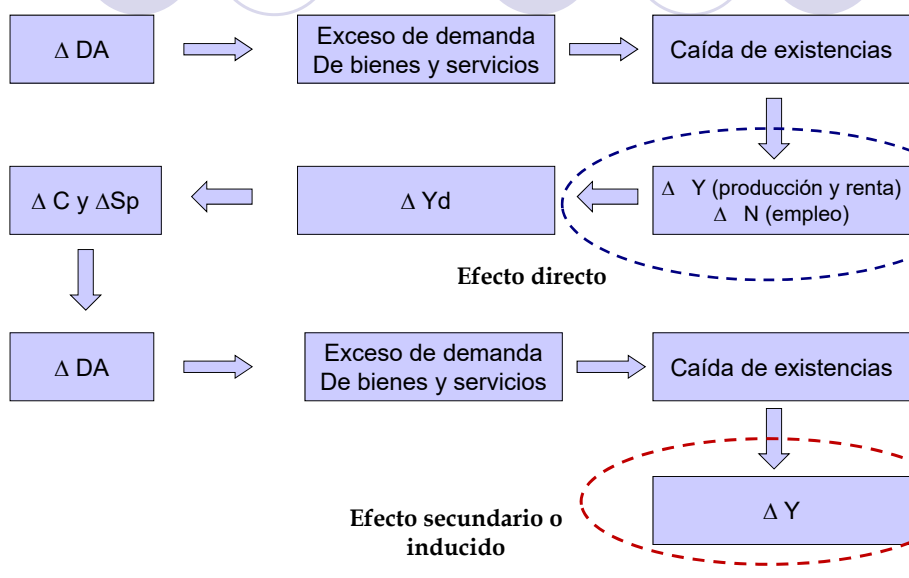 ∆ DA
Exceso de demanda
De bienes y servicios
Caída de existencias
∆ Y (producción y renta)
∆ N (empleo)
∆ Yd
∆ C y ∆Sp
Efecto directo
∆ DA
Exceso de demanda
De bienes y servicios
Caída de existencias
∆ Y
Efecto secundario o
inducido